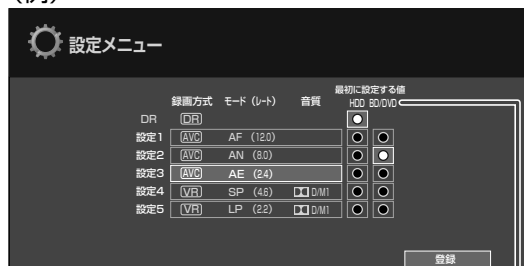 (例)
設定メニュー
最初に設定する値
録画方式 モード (レート) 音質 HDD BD/DVD
DR DR
設定1 AVC AF (12.0)
設定2 AVC AN (8.0)
設定3 AVC AE (2.4)
設定4 VR SP (4.6) D/M1
設定5 VR LP (2.2) D/M1
登録